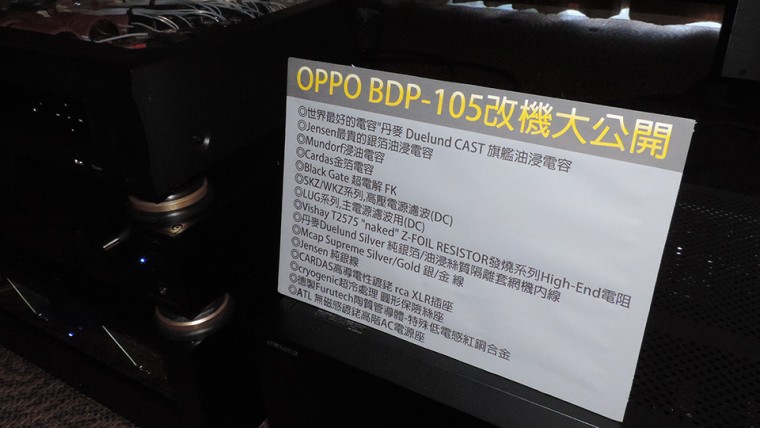 OPPO BDP-105改機大公開
◎世界最好的電容"丹麥 Duelund CAST 旗艦油浸電容
◎Jensen最貴的銀箔油浸電容
◎Mundorf浸油電容
◎Cardas金箔電容
◎Black Gate 超電解 FK
◎SKZ/WKZ系列,高壓電源濾波(DC)
◎LUG系列,主電源濾波用(DC)
◎Vishay T2575 "naked" Z-FOIL RESISTOR發燒系列High-End電阻
◎丹麥Duelund Silver 純銀箔/油浸絲質隔離套網機內線
◎Mcap Supreme Silver/Gold 銀/金 線
◎Jensen 純銀線
◎CARDAS高導電性鍍銠 rca XLR插座
◎cryogenic超冷處理 圓形保險絲座
◎德製Furutech陶質管導體-特殊低電感紅銅合金
◎ATL 無磁感鍍銠高階AC電源座